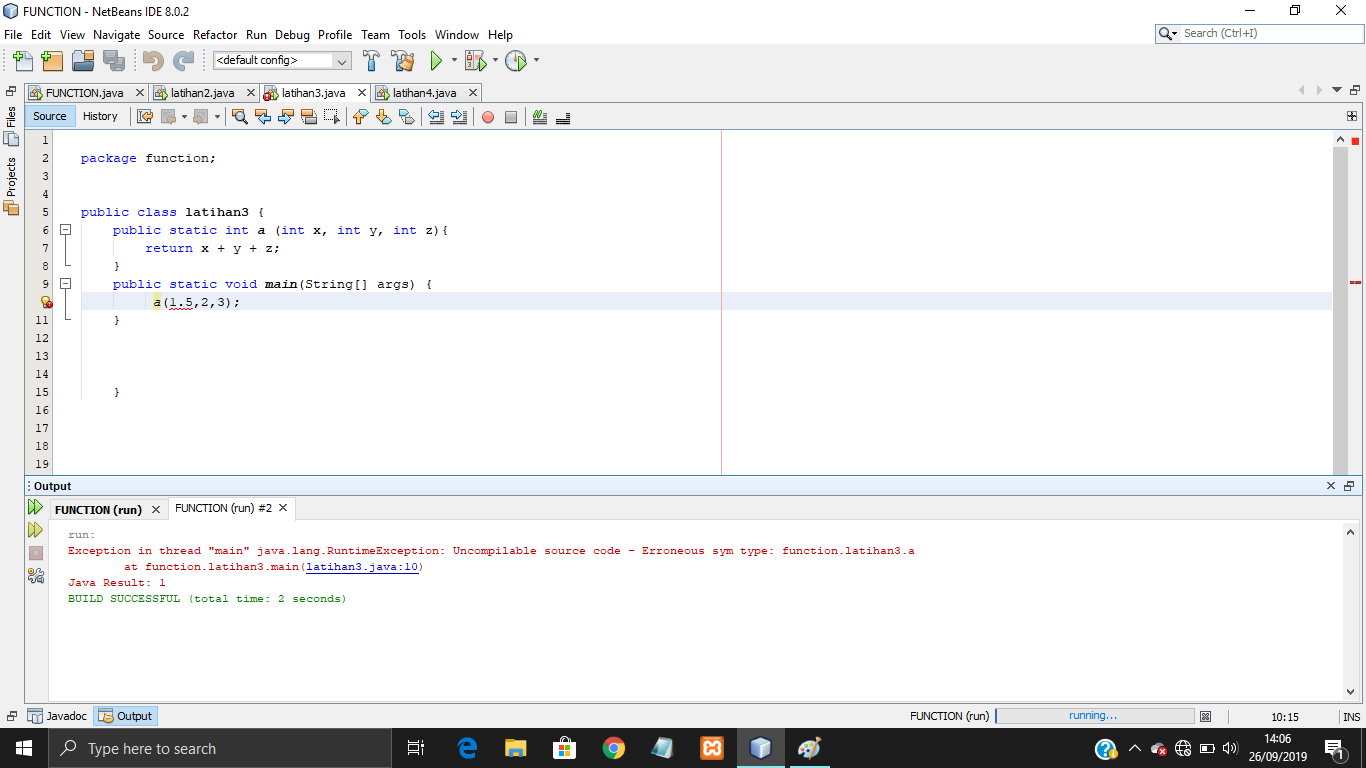 FUNCTION - NetBeans IDE 8.0.2
File Edit View Navigate Source Refactor Run Debug Profile Team Tools Window Help
Search (Ctrl+I)
<default config>
FUNCTION.java latihan2.java latihan3.java latihan4.java
Files
Projects
Source History
1
2 package function;
3
4
5 public class latihan3 {
6 public static int a (int x, int y, int z){
7 return x + y + z;
8 }
9 public static void main(String[] args) {
a(1.5,2,3);
11 }
12
13
14
15 }
16
17
18
19
Output
FUNCTION (run) FUNCTION (run) #2
run:
Exception in thread "main" java.lang.RuntimeException: Uncompilable source code - Erroneous sym type: function.latihan3.a
at function.latihan3.main(latihan3.java:10)
Java Result: 1
BUILD SUCCESSFUL (total time: 2 seconds)
Javadoc Output
FUNCTION (run) running... 10:15 INS
Type here to search
14:06
26/09/2019
1